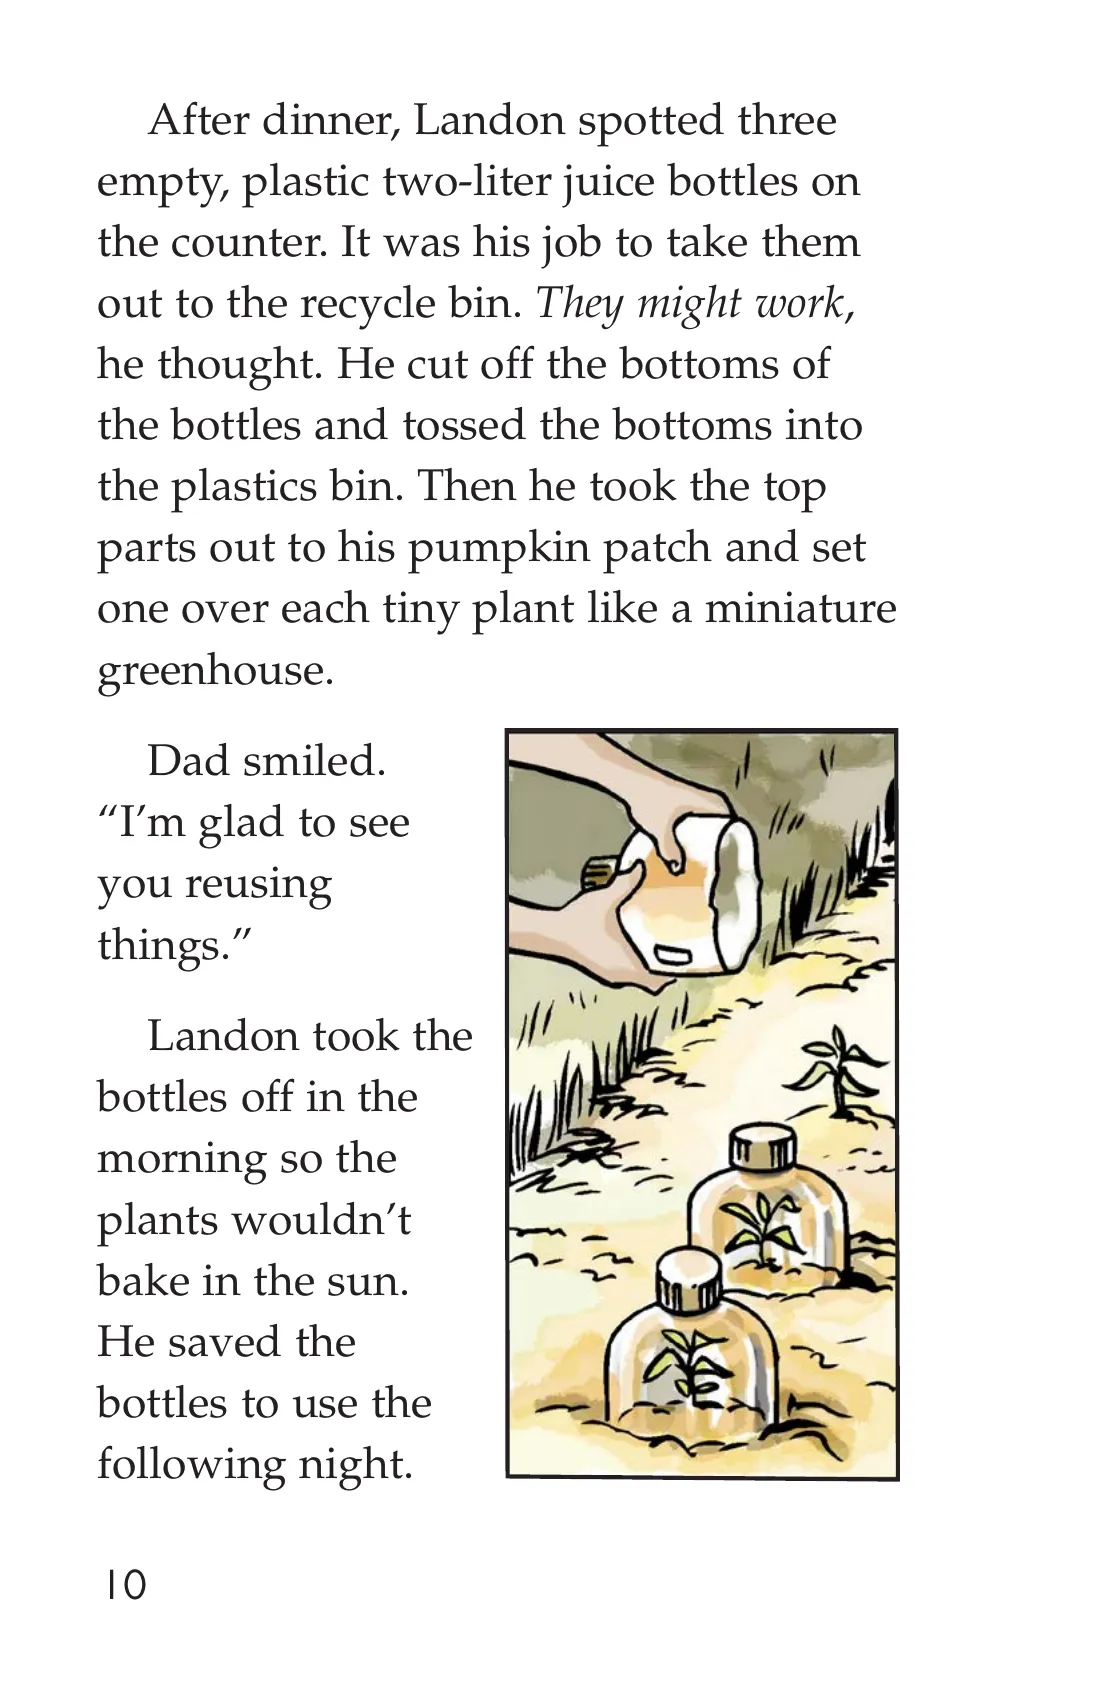 After dinner, Landon spotted three
empty, plastic two-liter juice bottles on
the counter. It was his job to take them
out to the recycle bin. They might work,
he thought. He cut off the bottoms of
the bottles and tossed the bottoms into
the plastics bin. Then he took the top
parts out to his pumpkin patch and set
one over each tiny plant like a miniature
greenhouse.
Dad smiled.
“I’m glad to see
you reusing
things.”
Landon took the
bottles off in the
morning so the
plants wouldn’t
bake in the sun.
He saved the
bottles to use the
following night.
10